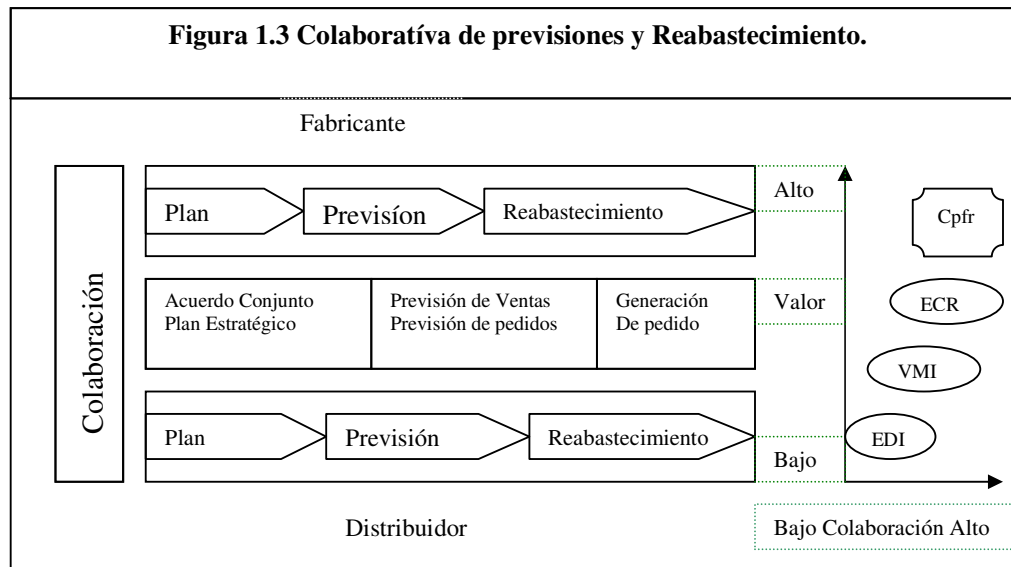 Figura 1.3 Colaboratíva de previsiones y Reabastecimiento.
Fabricante
Colaboración
Plan
Previsíon
Reabastecimiento
Alto
Cpfr
Acuerdo Conjunto
Plan Estratégico
Previsión de Ventas
Previsión de pedidos
Generación
De pedido
Valor
ECR
VMI
Plan
Previsión
Reabastecimiento
Bajo
EDI
Distribuidor
Bajo Colaboración Alto